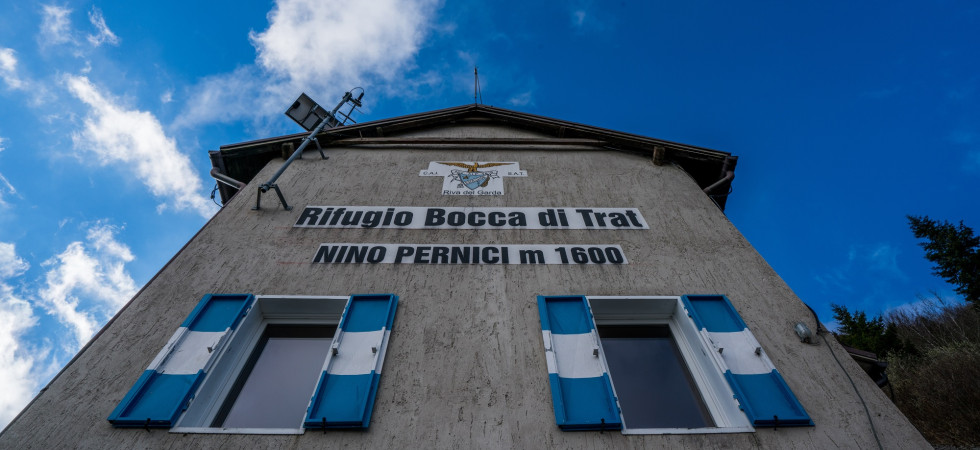 C.A.I. S.A.T.
Riva del Garda
Rifugio Bocca di Trat
NINO PERNICI m 1600